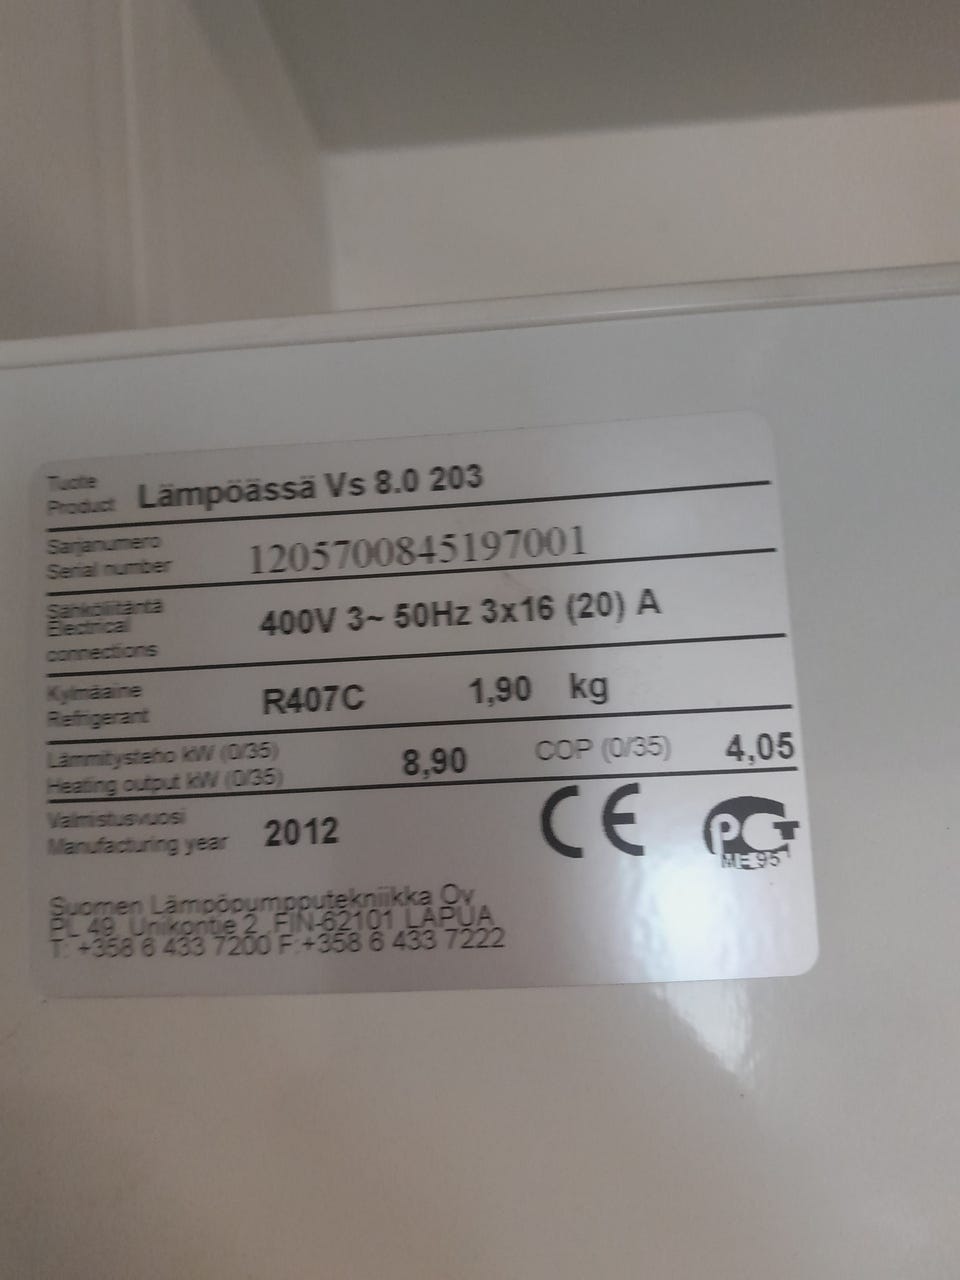 Tuote
Product
Lämpöässä Vs 8.0 203
Sarjanumero
Serial number
1205700845197001
Sähköliitäntä
Electrical
connections
400V 3~ 50Hz 3x16 (20) A
Kylmäaine
Refrigerant
R407C 1,90 kg
Lämmitysteho kW (0/35)
Heating output kW (0/35)
8,90 COP (0/35) 4,05
Valmistusvuosi
Manufacturing year
2012 CE
PCT
ME 95
Suomen Lämpöpumpputekniikka Oy
PL 49, Unikontie 2, FIN-62101 LAPUA
T: +358 6 433 7200 F:+358 6 433 7222